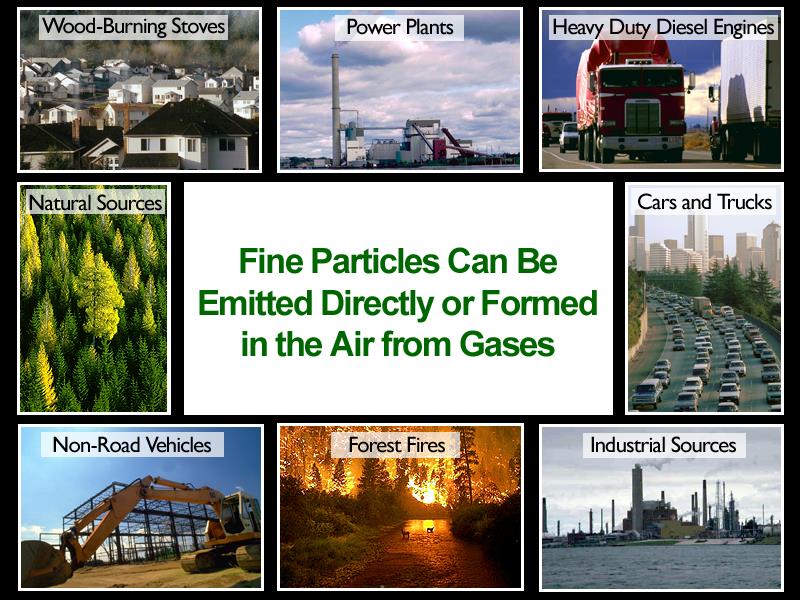 Wood-Burning Stoves
Power Plants
Heavy Duty Diesel Engines
Natural Sources
Fine Particles Can Be
Emitted Directly or Formed
in the Air from Gases
Cars and Trucks
Non-Road Vehicles
Forest Fires
Industrial Sources